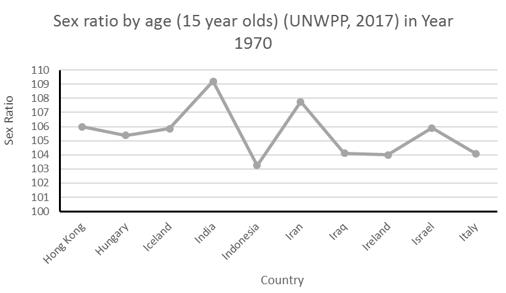 Sex ratio by age (15 year olds) (UNWPP, 2017) in Year
1970
Sex Ratio
110
109
108
107
106
105
104
103
102
101
100
Hong Kong
Hungary
Iceland
India
Indonesia
Iran
Iraq
Ireland
Israel
Italy
Country